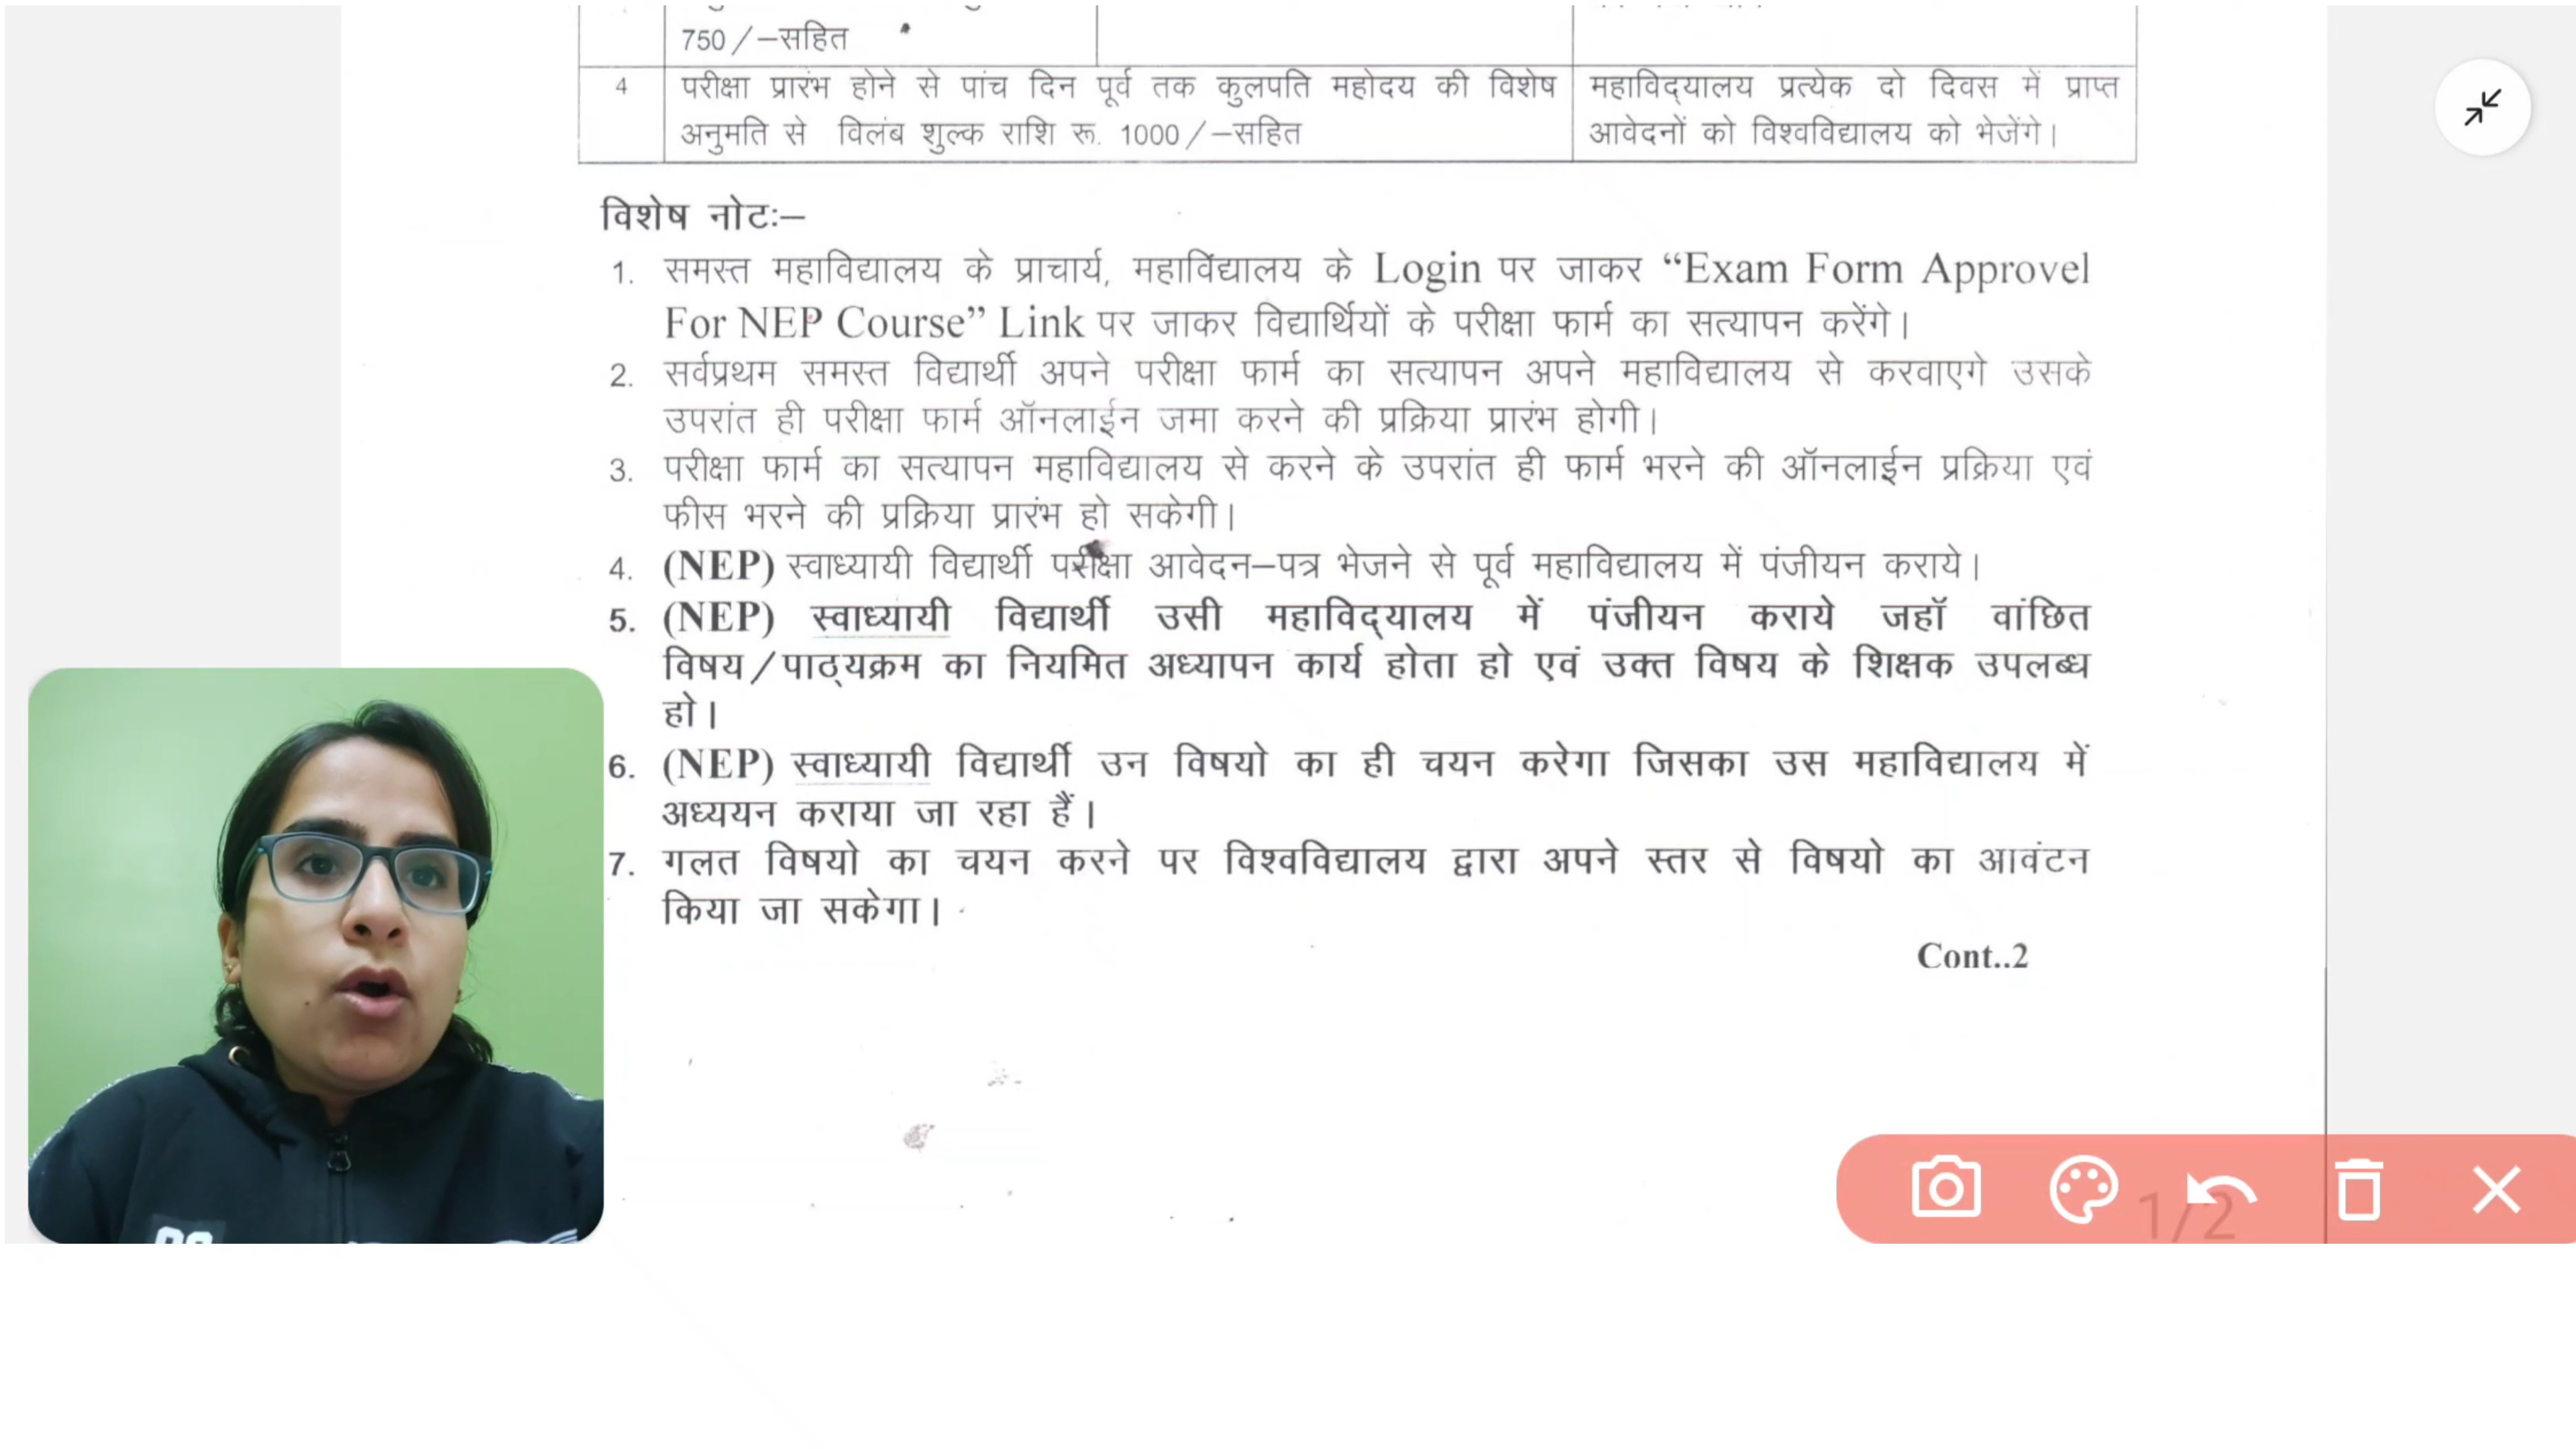 750 /–सहित
4 परीक्षा प्रारंभ होने से पांच दिन पूर्व तक कुलपति महोदय की विशेष
अनुमति से विलंब शुल्क राशि रू. 1000 /–सहित
महाविद्‌यालय प्रत्येक दो दिवस में प्राप्त
आवेदनों को विश्वविद्यालय को भेजेंगे।
विशेष नोटः–
1. समस्त महाविद्यालय के प्राचार्य, महाविंद्यालय के Login पर जाकर “Exam Form Approvel
For NEP Course” Link पर जाकर विद्यार्थियों के परीक्षा फार्म का सत्यापन करेंगे।
2. सर्वप्रथम समस्त विद्यार्थी अपने परीक्षा फार्म का सत्यापन अपने महाविद्यालय से करवाएगे उसके
उपरांत ही परीक्षा फार्म ऑनलाईन जमा करने की प्रक्रिया प्रारंभ होगी।
3. परीक्षा फार्म का सत्यापन महाविद्यालय से करने के उपरांत ही फार्म भरने की ऑनलाईन प्रक्रिया एवं
फीस भरने की प्रक्रिया प्रारंभ हो सकेगी।
4. (NEP) स्वाध्यायी विद्यार्थी परीक्षा आवेदन–पत्र भेजने से पूर्व महाविद्यालय में पंजीयन कराये।
5. (NEP) स्वाध्यायी विद्यार्थी उसी महाविद्‌यालय में पंजीयन कराये जहॉ वांछित
विषय/पाठ्‌यक्रम का नियमित अध्यापन कार्य होता हो एवं उक्त विषय के शिक्षक उपलब्ध
हो।
6. (NEP) स्वाध्यायी विद्यार्थी उन विषयो का ही चयन करेगा जिसका उस महाविद्यालय में
अध्ययन कराया जा रहा हैं।
7. गलत विषयो का चयन करने पर विश्वविद्यालय द्वारा अपने स्तर से विषयो का आवंटन
किया जा सकेगा।
Cont..2
1/2